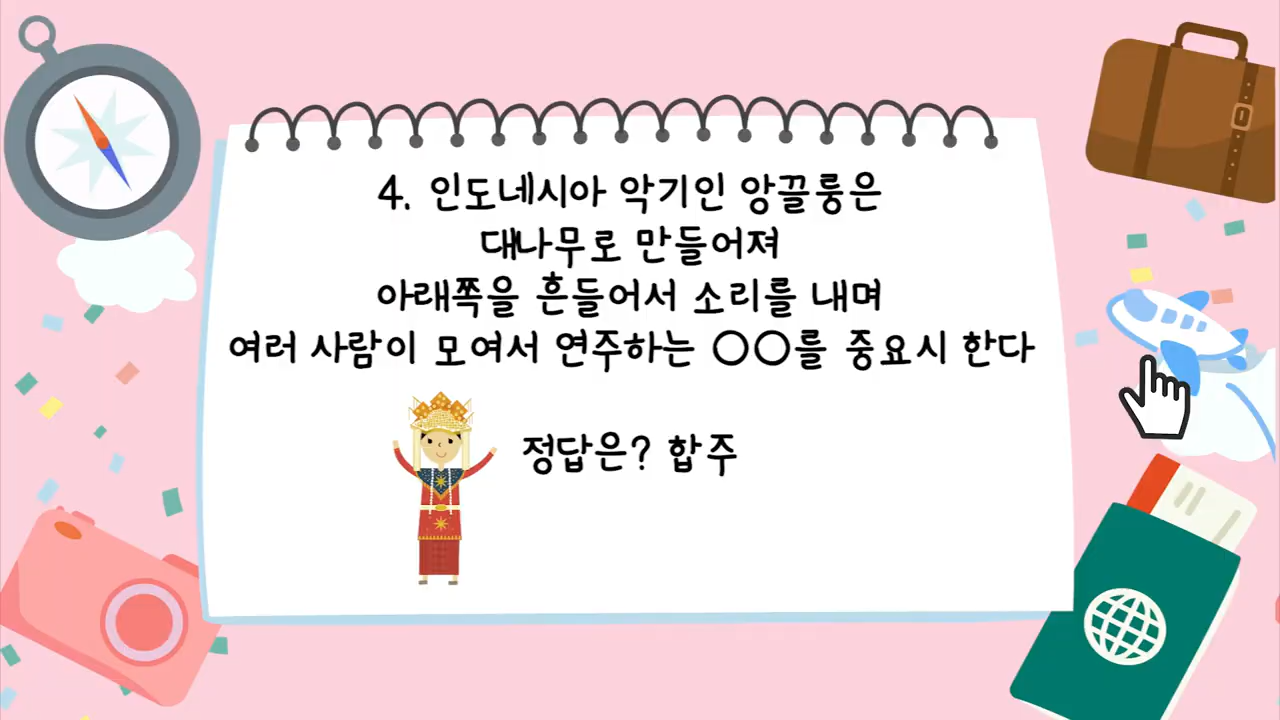 4. 인도네시아 악기인 앙끌룽은
대나무로 만들어져
아래쪽을 흔들어서 소리를 내며
여러 사람이 모여서 연주하는 〇〇를 중요시 한다
정답은? 합주